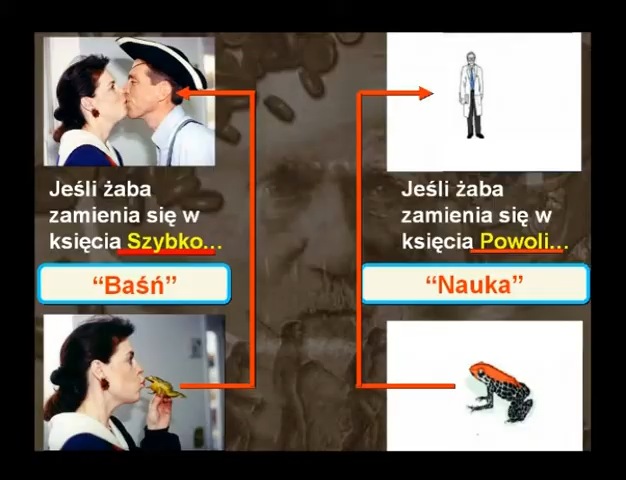 Jeśli żaba
zamienia się w
księcia Szybko...
“Baśń”
Jeśli żaba
zamienia się w
księcia Powoli...
“Nauka”